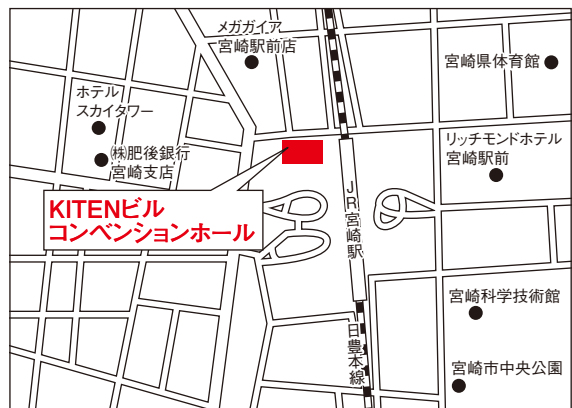 メガガイア
宮崎駅前店
宮崎県体育館
ホテル
スカイタワー
㈱肥後銀行
宮崎支店
リッチモンドホテル
宮崎駅前
KITENビル
コンベンションホール
JR宮崎駅
宮崎科学技術館
日豊本線
宮崎市中央公園